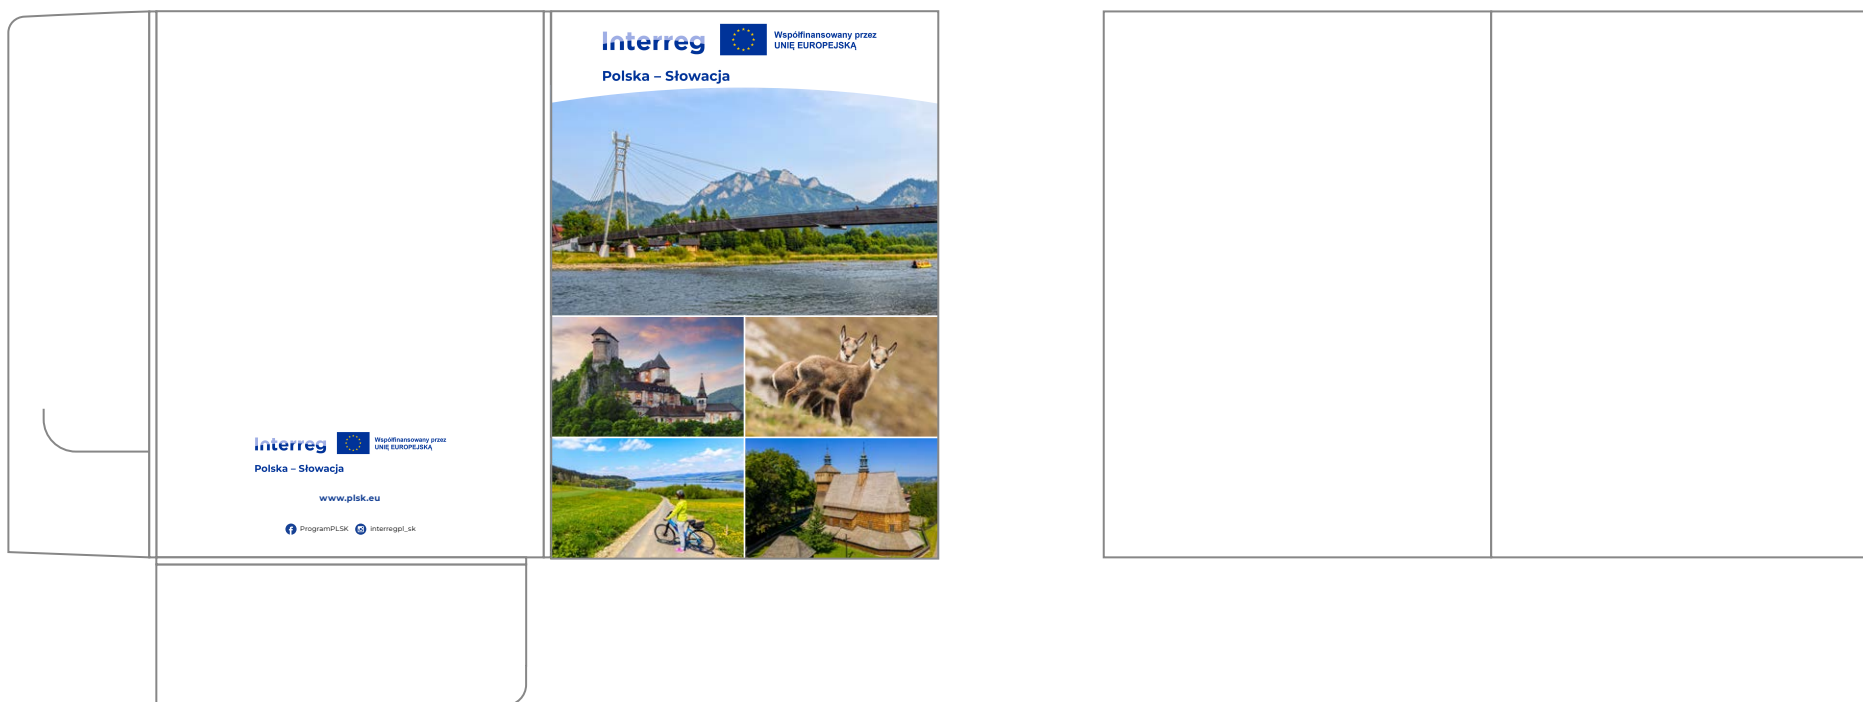 Interreg
Współfinansowany przez
UNIĘ EUROPEJSKĄ
Polska – Słowacja
Interreg
Współfinansowany przez
UNIĘ EUROPEJSKĄ
Polska – Słowacja
www.plsk.eu
ProgramPLSK interregpl_sk